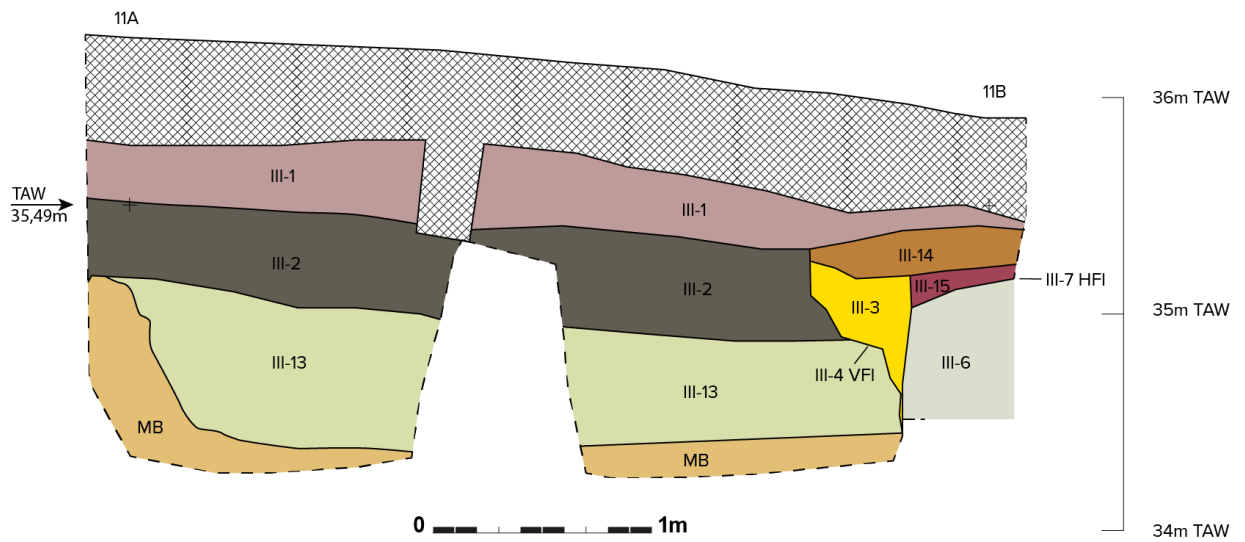 11A
11B
36m TAW
III-1
TAW
35,49m
III-1
III-14
III-2
III-7 HFI
III-15
III-2
III-3
35m TAW
III-13
III-6
III-4 VFI
III-13
MB
MB
0
1m
34m TAW